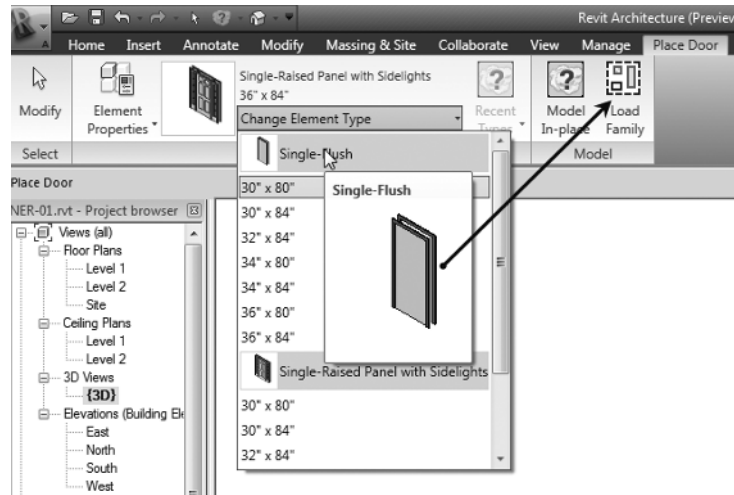 Revit Architecture (Preview
A
Home Insert Annotate Modify Massing & Site Collaborate View Manage Place Door
Modify
Element Properties
Single-Raised Panel with Sidelights
36" x 84"
Change Element Type
Recent
Types
Model In-place
Load Family
Select
Model
Place Door
NER-01.rvt - Project browser
Views (all)
Floor Plans
Level 1
Level 2
Site
Ceiling Plans
Level 1
Level 2
3D Views
{3D}
Elevations (Building Ele
East
North
South
West
Single-Flush
30" x 80"
30" x 84"
32" x 84"
34" x 80"
34" x 84"
36" x 80"
36" x 84"
Single-Raised Panel with Sidelights
30" x 80"
30" x 84"
32" x 84"
Single-Flush